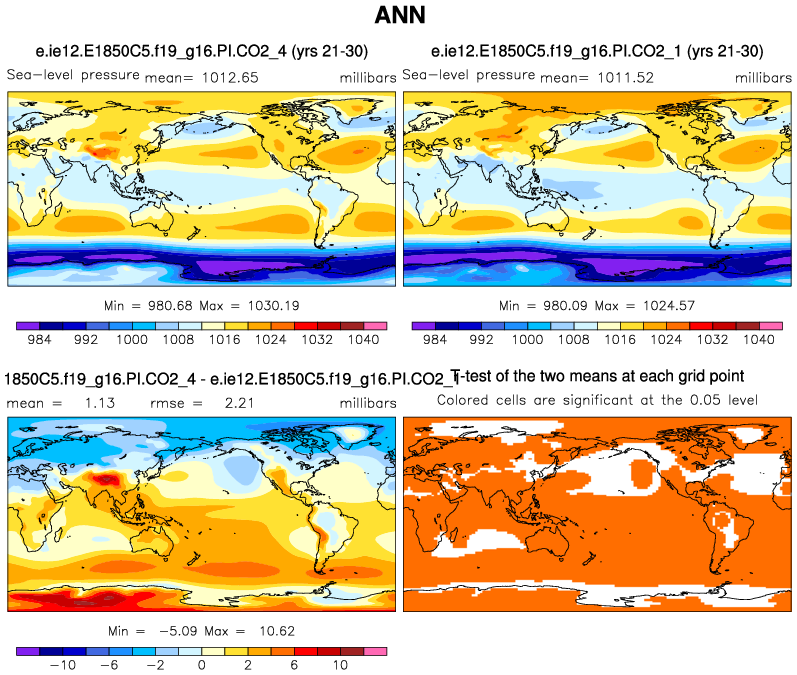 ANN
e.ie12.E1850C5.f19_g16.PI.CO2_4 (yrs 21-30)
Sea-level pressure mean= 1012.65 millibars
Min = 980.68 Max = 1030.19
984 992 1000 1008 1016 1024 1032 1040
e.ie12.E1850C5.f19_g16.PI.CO2_1 (yrs 21-30)
Sea-level pressure mean= 1011.52 millibars
Min = 980.09 Max = 1024.57
984 992 1000 1008 1016 1024 1032 1040
1850C5.f19_g16.PI.CO2_4 - e.ie12.E1850C5.f19_g16.PI.CO2_
mean = 1.13 rmse = 2.21 millibars
Min = -5.09 Max = 10.62
-10 -6 -2 0 2 6 10
T-test of the two means at each grid point
Colored cells are significant at the 0.05 level